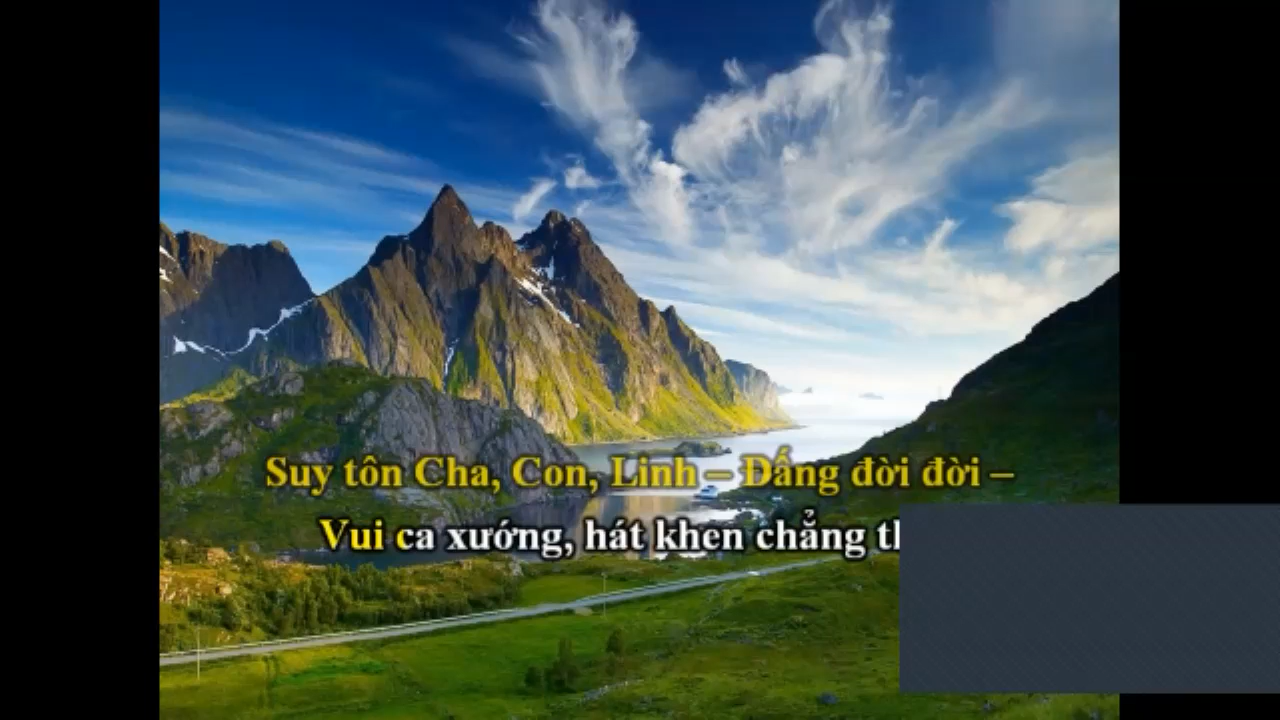 Suy tôn Cha, Con, Linh – Đấng đời đời –
Vui ca xướng, hát khen chẳng